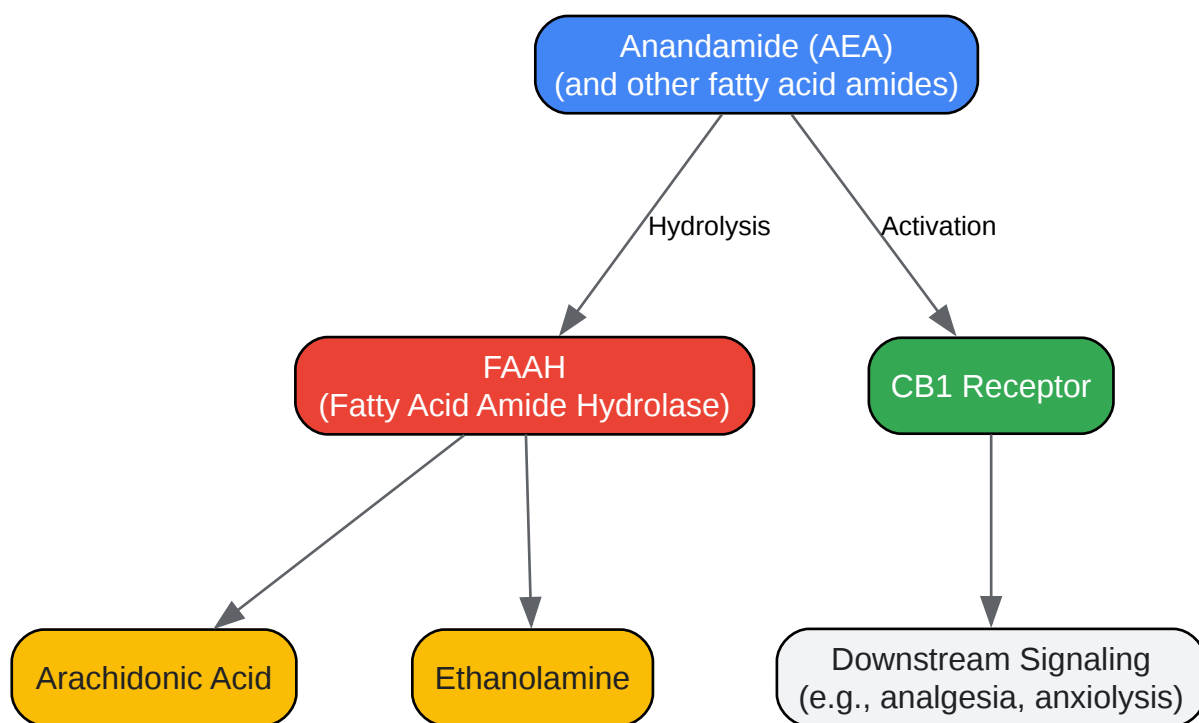 Anandamide (AEA)
(and other fatty acid amides)
Hydrolysis
Activation
FAAH
(Fatty Acid Amide Hydrolase)
CB1 Receptor
Arachidonic Acid
Ethanolamine
Downstream Signaling
(e.g., analgesia, anxiolysis)